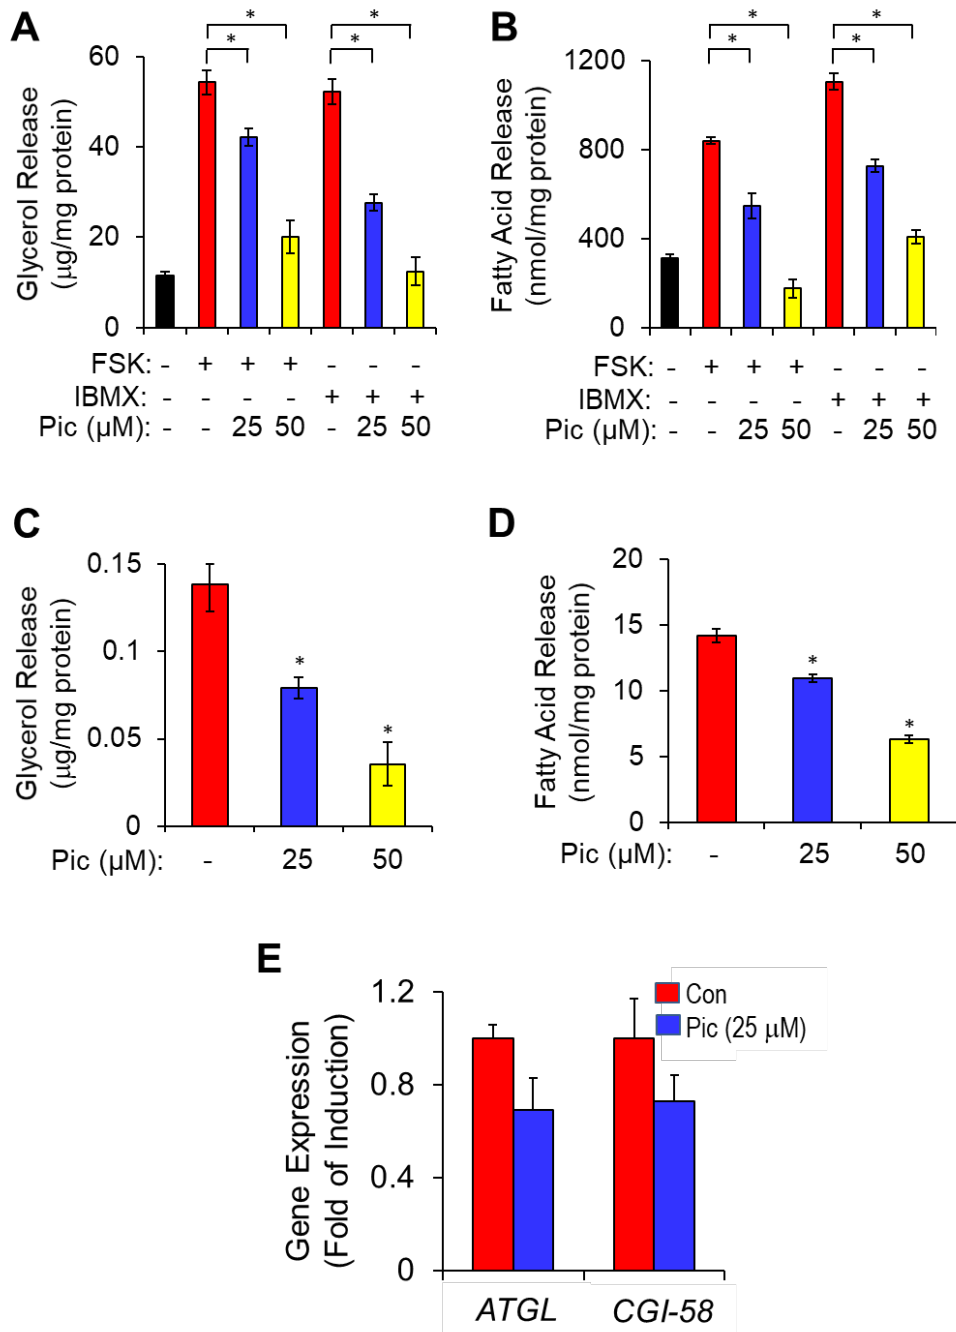 A
* *
* *
Glycerol Release
(µg/mg protein)
60
40
20
0
FSK: - + + + - - -
IBMX: - - - - + + +
Pic (µM): - - 25 50 - 25 50
B
* *
* *
Fatty Acid Release
(nmol/mg protein)
1200
800
400
0
FSK: - + + + - - -
IBMX: - - - - + + +
Pic (µM): - - 25 50 - 25 50
C
Glycerol Release
(µg/mg protein)
0.15
0.1
0.05
0
*
*
Pic (µM): - 25 50
D
Fatty Acid Release
(nmol/mg protein)
20
15
10
5
0
*
*
Pic (µM): - 25 50
E
Gene Expression
(Fold of Induction)
1.2
0.8
0.4
0
Con
Pic (25 µM)
ATGL CGI-58